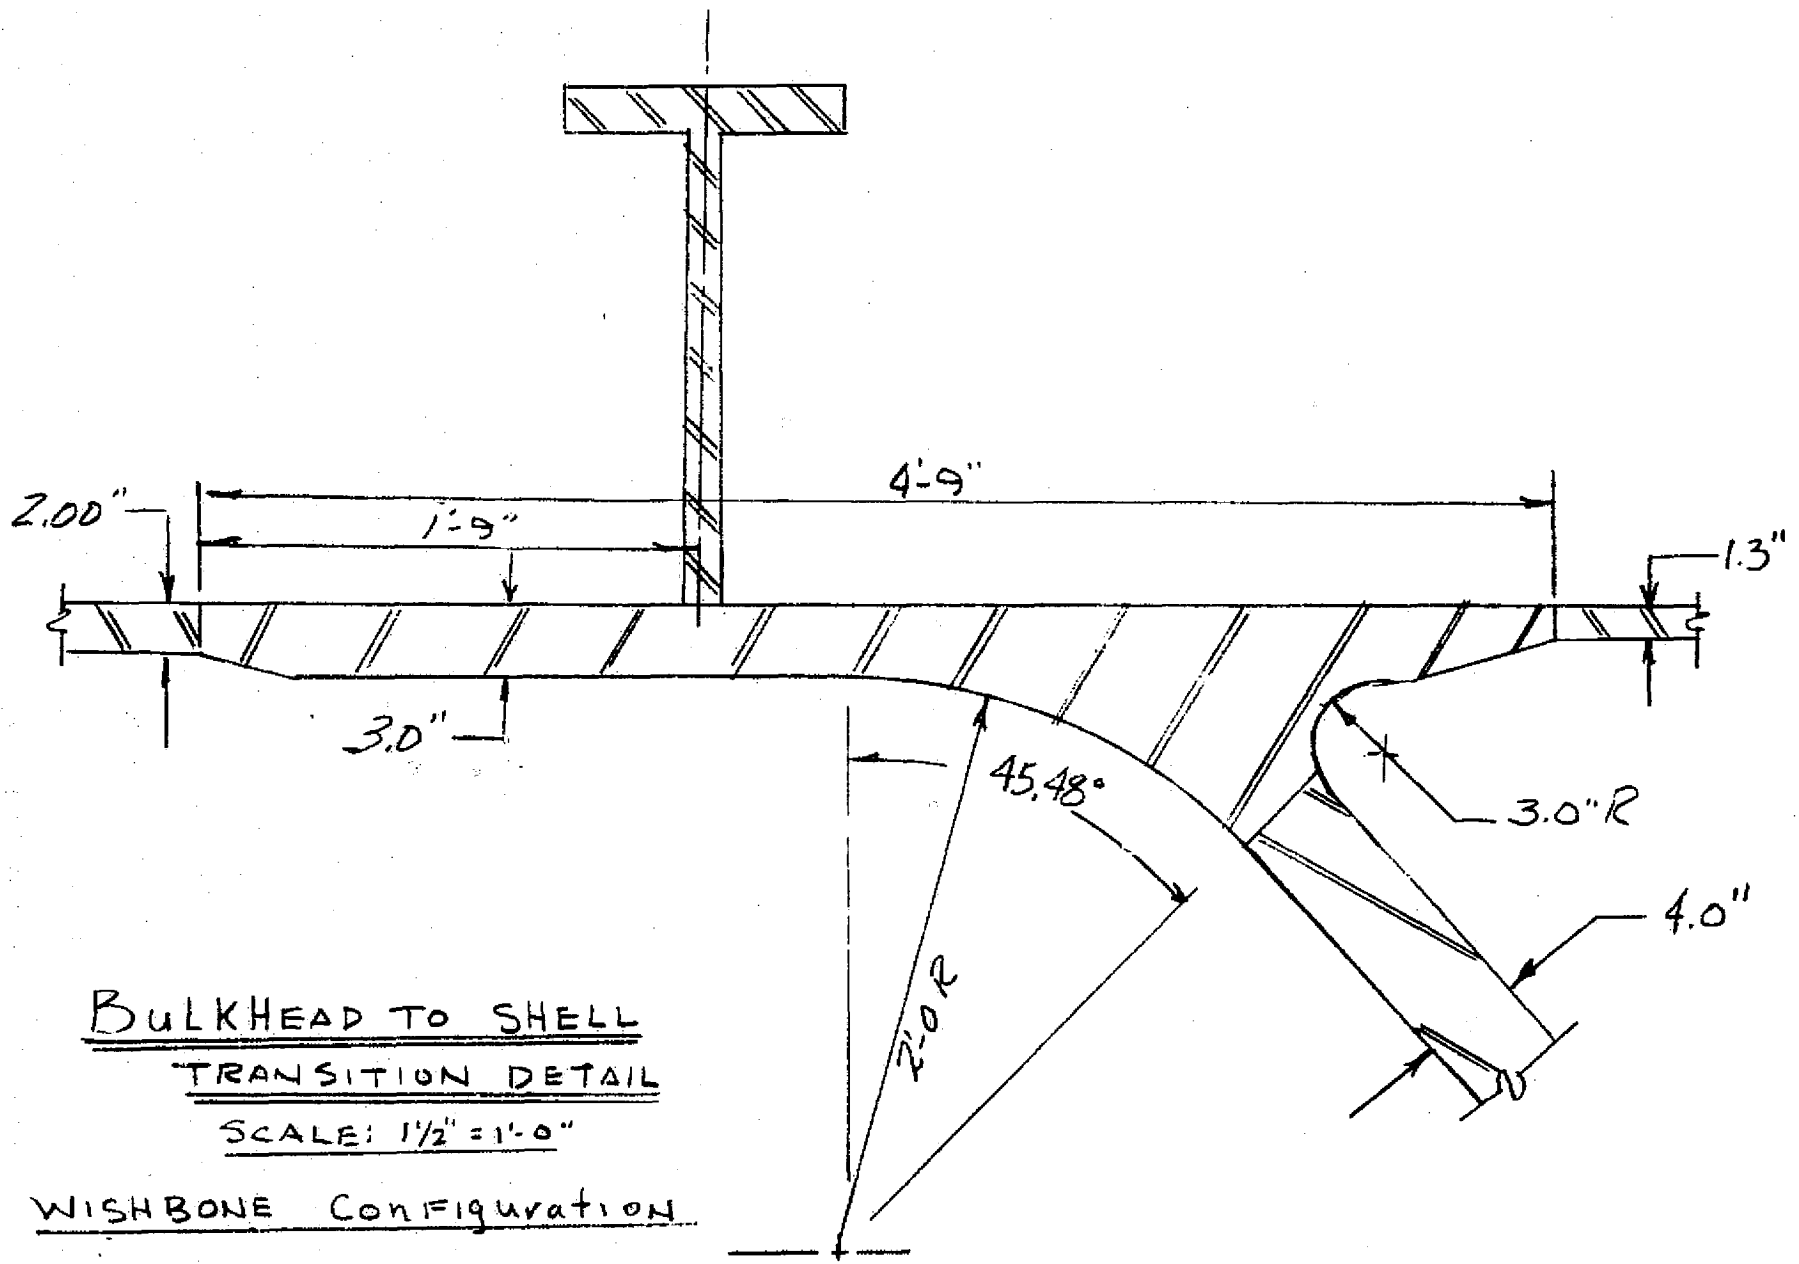 4'-9"
2.00"
1'-9"
1.3"
3.0"
45.48°
3.0" R
4.0"
2'-0 R
BULKHEAD TO SHELL
TRANSITION DETAIL
SCALE: 1½" = 1'-0"
WISHBONE Configuration